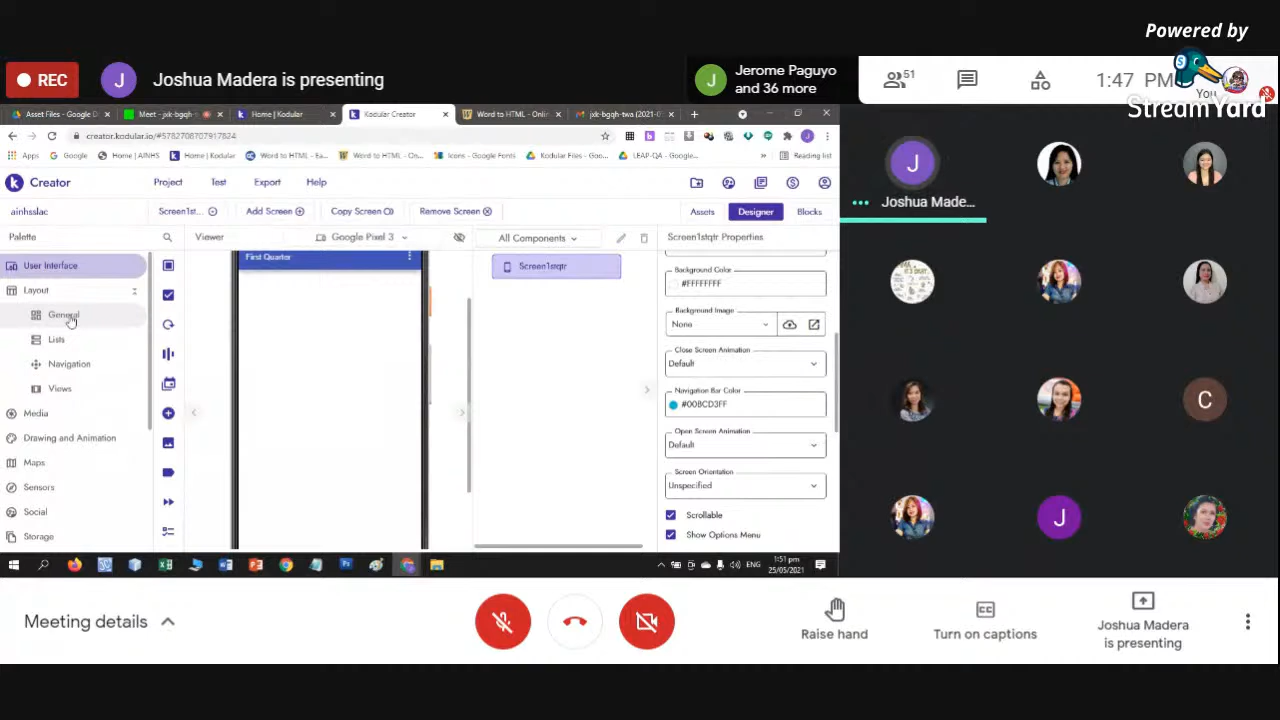 Powered by
StreamYard
REC
J
Joshua Madera is presenting
J
Jerome Paguyo
and 36 more
51
1:47 PM
You
Asset Files - Google D
Meet - jxk-bgqh
Home | Kodular
Kodular Creator
Word to HTML - Onlin
jxk-bgqh-twa (2021-0
creator.kodular.io/#5782708707917824
Apps
Google
Home | AINHS
Home | Kodular
Word to HTML - Ea...
Word to HTML - On...
Icons - Google Fonts
Kodular Files - Goo...
LEAP-QA - Google...
Reading list
Creator
Project
Test
Export
Help
ainhsslac
Screen1st...
Add Screen
Copy Screen
Remove Screen
Assets
Designer
Blocks
Palette
Viewer
Google Pixel 3
All Components
Screen1stqtr Properties
User Interface
Layout
General
Lists
Navigation
Views
Media
Drawing and Animation
Maps
Sensors
Social
Storage
First Quarter
Screen1stqtr
Background Color
#FFFFFFFF
Background Image
None
Close Screen Animation
Default
Navigation Bar Color
#008CD3FF
Open Screen Animation
Default
Screen Orientation
Unspecified
Scrollable
Show Options Menu
ENG
1:51 pm
25/05/2021
J
Joshua Made...
C
J
Meeting details
Raise hand
Turn on captions
Joshua Madera
is presenting